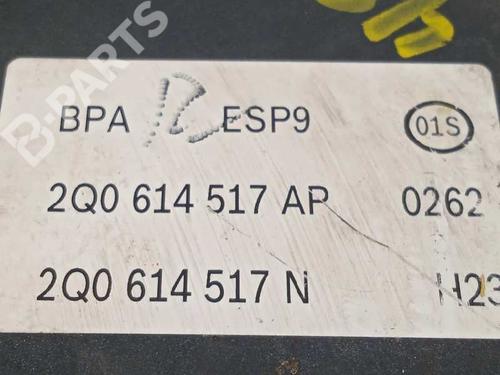 B-PARTS
BPA ESP9 01S
2Q0 614 517 AP 0262
2Q0 614 517 N H23